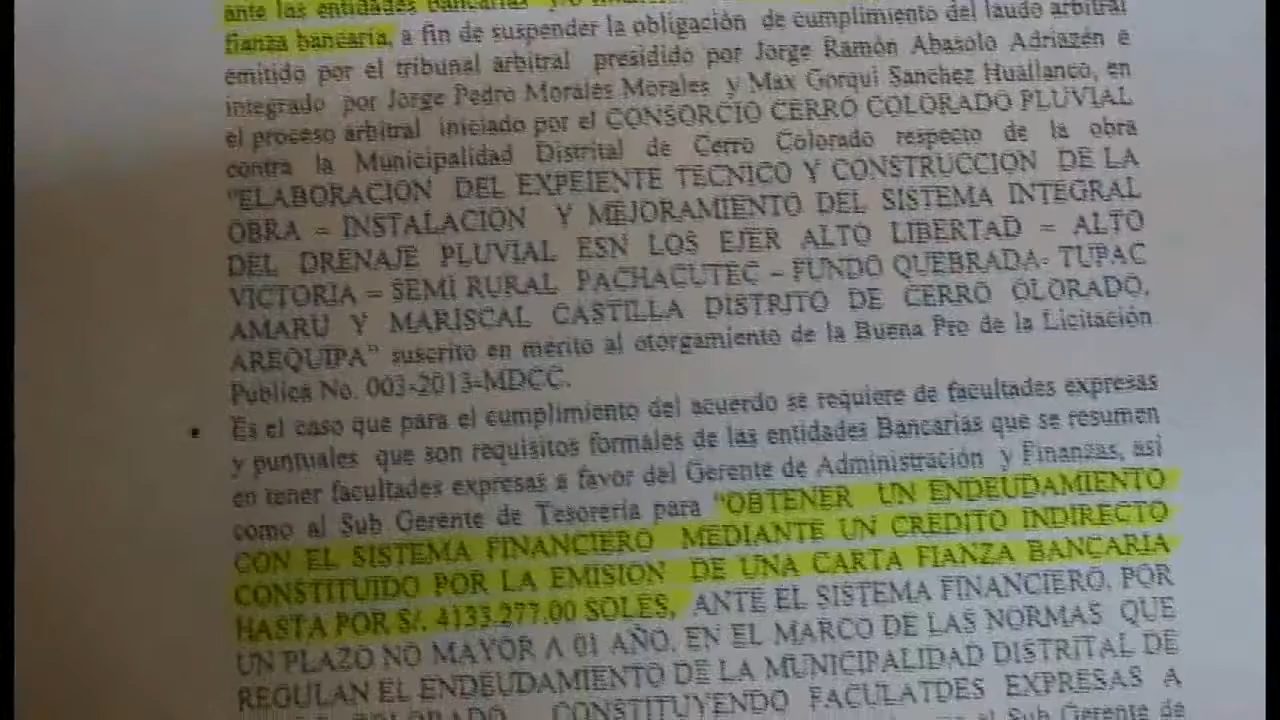 ante las entidades Bancarias y/o
fianza bancaria, a fin de suspender la obligación de cumplimiento del laudo arbitral
emitido por el tribunal arbitral presidido por Jorge Ramón Abasolo Adriazén e
integrado por Jorge Pedro Morales Morales y Max Gorqui Sanchez Huallanco, en
el proceso arbitral iniciado por el CONSORCIO CERRO COLORADO PLUVIAL
contra la Municipalidad Distrital de Cerro Colorado respecto de la obra
"ELABORACION DEL EXPEIENTE TECNICO Y CONSTRUCCION DE LA
OBRA – INSTALACION Y MEJORAMIENTO DEL SISTEMA INTEGRAL
DEL DRENAJE PLUVIAL ESN LOS EJER ALTO LIBERTAD – ALTO
VICTORIA – SEMI RURAL PACHACUTEC – FUNDO QUEBRADA- TUPAC
AMARU Y MARISCAL CASTILLA DISTRITO DE CERRO OLORADO,
AREQUIPA" suscrito en merito al otorgamiento de la Buena Pro de la Licitación
Publica No. 003-2013-MDCC.
• Es el caso que para el cumplimiento del acuerdo se requiere de facultades expresas
y puntuales que son requisitos formales de las entidades Bancarias que se resumen
en tener facultades expresas a favor del Gerente de Administración y Finanzas, asi
como al Sub Gerente de Tesorería para "OBTENER UN ENDEUDAMIENTO
CON EL SISTEMA FINANCIERO MEDIANTE UN CREDITO INDIRECTO
CONSTITUIDO POR LA EMISION DE UNA CARTA FIANZA BANCARIA
HASTA POR S/. 4133,277.00 SOLES, ANTE EL SISTEMA FINANCIERO, POR
UN PLAZO NO MAYOR A 01 AÑO, EN EL MARCO DE LAS NORMAS QUE
REGULAN EL ENDEUDAMIENTO DE LA MUNICIPALIDAD DISTRITAL DE
CONSTITUYENDO FACULATDES EXPRESAS A
al Sub Gerente de